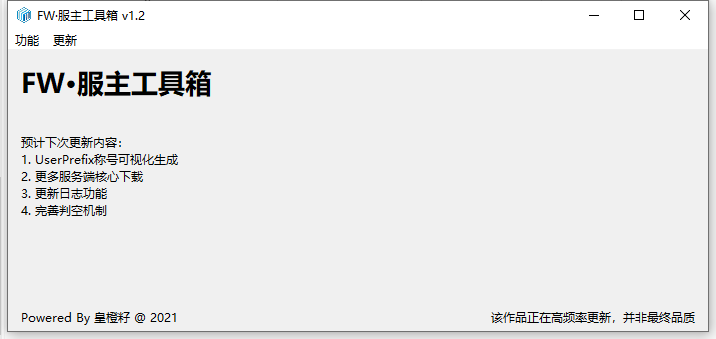 FW·服主工具箱 v1.2
功能 更新
FW·服主工具箱
预计下次更新内容：
1. UserPrefix称号可视化生成
2. 更多服务端核心下载
3. 更新日志功能
4. 完善判空机制
Powered By 皇橙籽 @ 2021
该作品正在高频率更新，并非最终品质